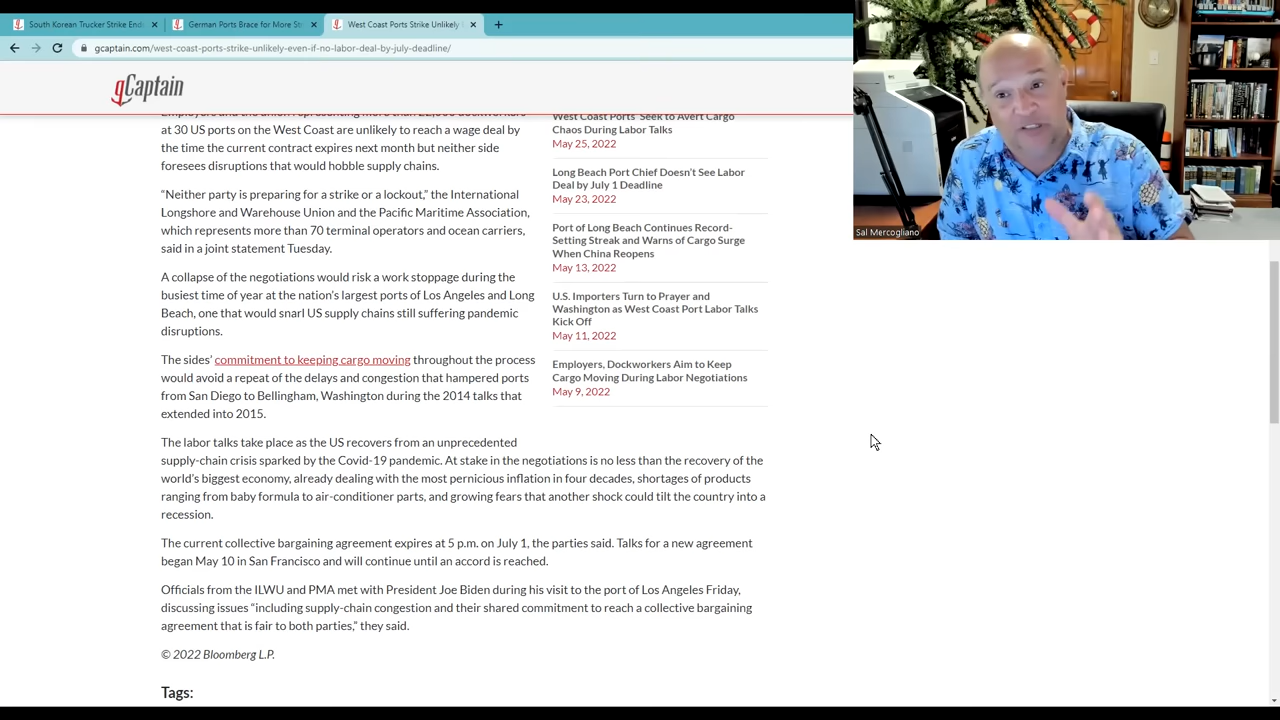 South Korean Trucker Strike Ends
German Ports Brace for More St
West Coast Ports Strike Unlikely
gcaptain.com/west-coast-ports-strike-unlikely-even-if-no-labor-deal-by-july-deadline/
gCaptain
Employers and the union representing more than 22,000 dockworkers
at 30 US ports on the West Coast are unlikely to reach a wage deal by
the time the current contract expires next month but neither side
foresees disruptions that would hobble supply chains.
“Neither party is preparing for a strike or a lockout,” the International
Longshore and Warehouse Union and the Pacific Maritime Association,
which represents more than 70 terminal operators and ocean carriers,
said in a joint statement Tuesday.
A collapse of the negotiations would risk a work stoppage during the
busiest time of year at the nation’s largest ports of Los Angeles and Long
Beach, one that would snarl US supply chains still suffering pandemic
disruptions.
The sides’ commitment to keeping cargo moving throughout the process
would avoid a repeat of the delays and congestion that hampered ports
from San Diego to Bellingham, Washington during the 2014 talks that
extended into 2015.
The labor talks take place as the US recovers from an unprecedented
supply-chain crisis sparked by the Covid-19 pandemic. At stake in the negotiations is no less than the recovery of the
world’s biggest economy, already dealing with the most pernicious inflation in four decades, shortages of products
ranging from baby formula to air-conditioner parts, and growing fears that another shock could tilt the country into a
recession.
The current collective bargaining agreement expires at 5 p.m. on July 1, the parties said. Talks for a new agreement
began May 10 in San Francisco and will continue until an accord is reached.
Officials from the ILWU and PMA met with President Joe Biden during his visit to the port of Los Angeles Friday,
discussing issues “including supply-chain congestion and their shared commitment to reach a collective bargaining
agreement that is fair to both parties,” they said.
© 2022 Bloomberg L.P.
Tags:
West Coast Ports Seek to Avert Cargo
Chaos During Labor Talks
May 25, 2022
Long Beach Port Chief Doesn’t See Labor
Deal by July 1 Deadline
May 23, 2022
Port of Long Beach Continues Record-
Setting Streak and Warns of Cargo Surge
When China Reopens
May 13, 2022
U.S. Importers Turn to Prayer and
Washington as West Coast Port Labor Talks
Kick Off
May 11, 2022
Employers, Dockworkers Aim to Keep
Cargo Moving During Labor Negotiations
May 9, 2022
Sal Mercogliano